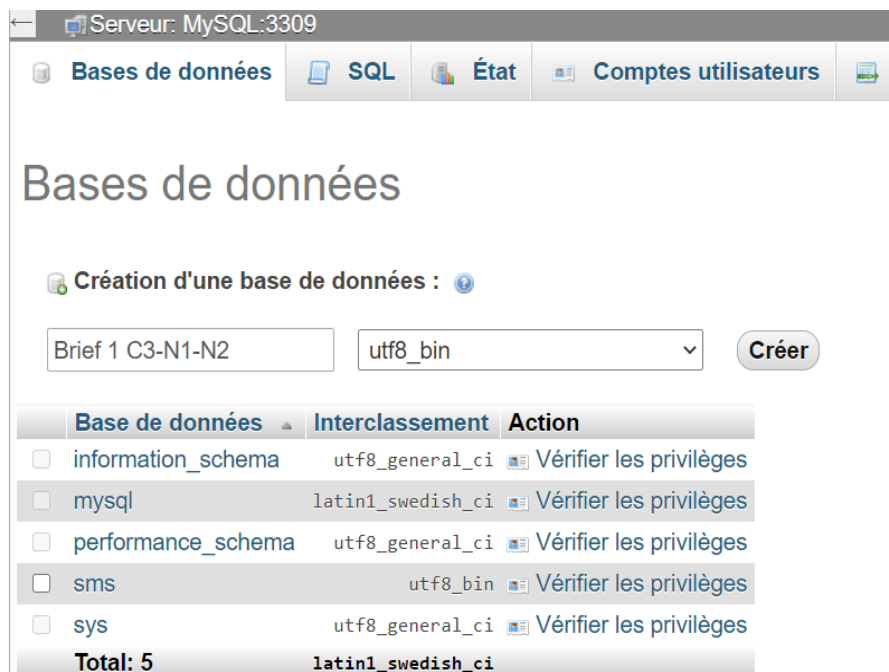 ← Serveur: MySQL:3309
Bases de données SQL État Comptes utilisateurs
Bases de données
Création d'une base de données :
Brief 1 C3-N1-N2 utf8_bin Créer
Base de données Interclassement Action
information_schema utf8_general_ci Vérifier les privilèges
mysql latin1_swedish_ci Vérifier les privilèges
performance_schema utf8_general_ci Vérifier les privilèges
sms utf8_bin Vérifier les privilèges
sys utf8_general_ci Vérifier les privilèges
Total: 5 latin1_swedish_ci